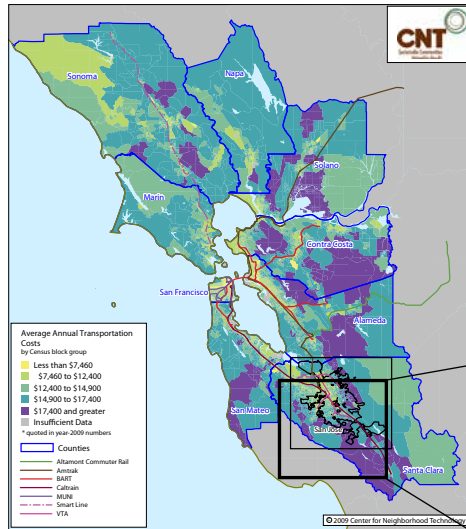 CNT
Sonoma
Napa
Solano
Marin
Contra Costa
San Francisco
Alameda
San Mateo
San Jose
Santa Clara
Average Annual Transportation
Costs
by Census block group
Less than $7,460
$7,460 to $12,400
$12,400 to $14,900
$14,900 to $17,400
$17,400 and greater
Insufficient Data
* quoted in year-2009 numbers
Counties
Altamont Commuter Rail
Amtrak
BART
Caltrain
MUNI
Smart Line
VTA
© 2009 Center for Neighborhood Technology